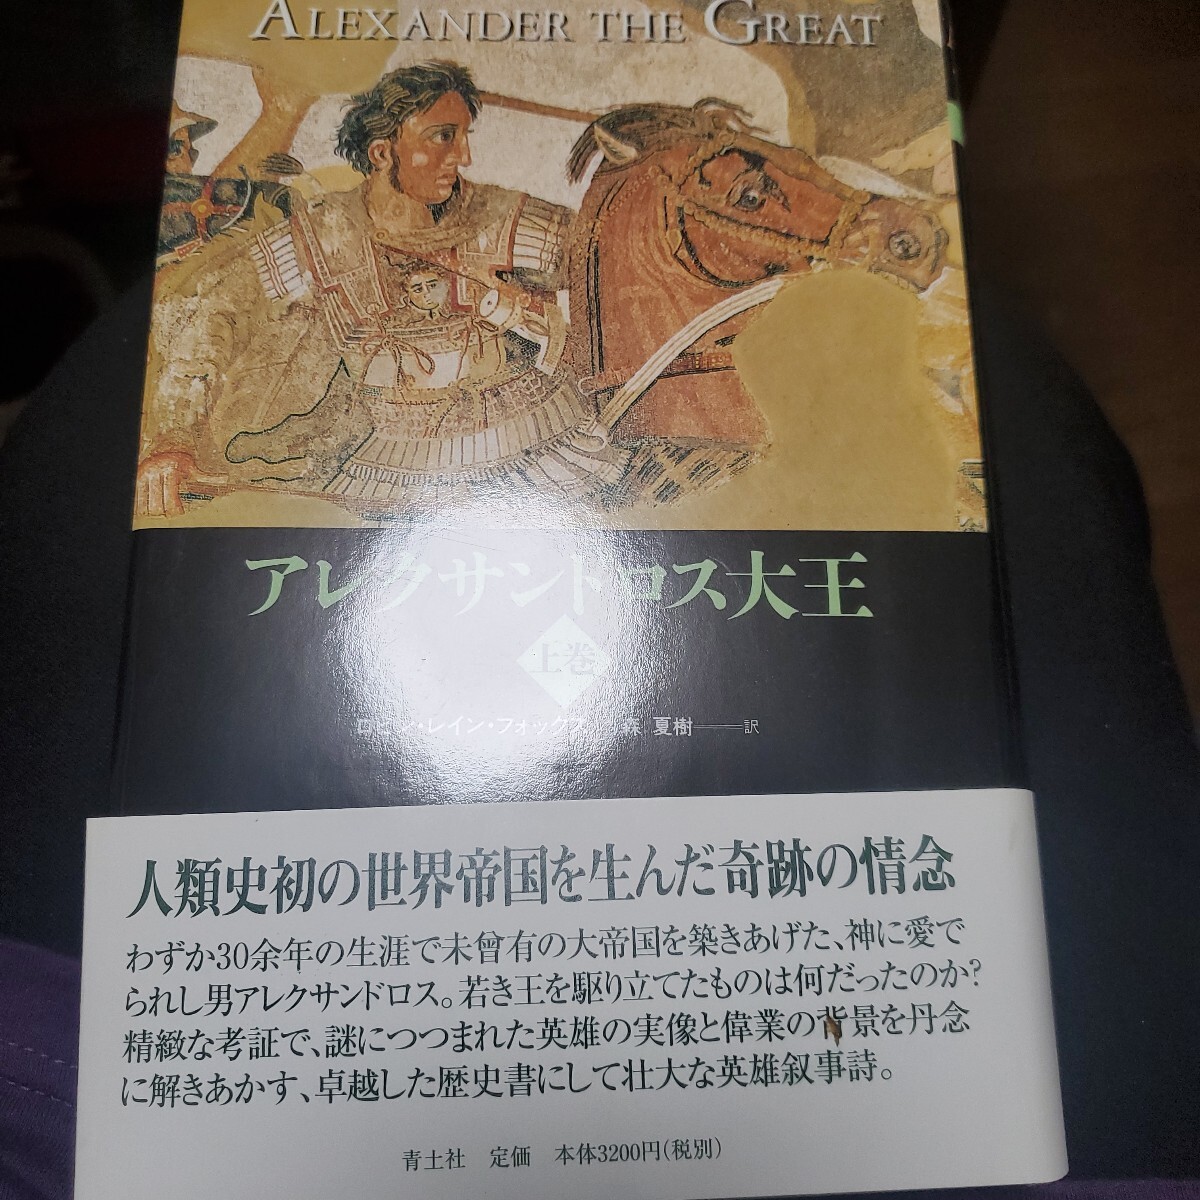 ALEXANDER THE GREAT
アレクサンドロス大王
上巻
ロビン・レイン・フォックス 森 夏樹――訳
人類史初の世界帝国を生んだ奇跡の情念
わずか30余年の生涯で未曾有の大帝国を築きあげた、神に愛で
られし男アレクサンドロス。若き王を駆り立てたものは何だったのか?
精緻な考証で、謎につつまれた英雄の実像と偉業の背景を丹念
に解きあかす、卓越した歴史書にして壮大な英雄叙事詩。
青土社 定価 本体3200円(税別)